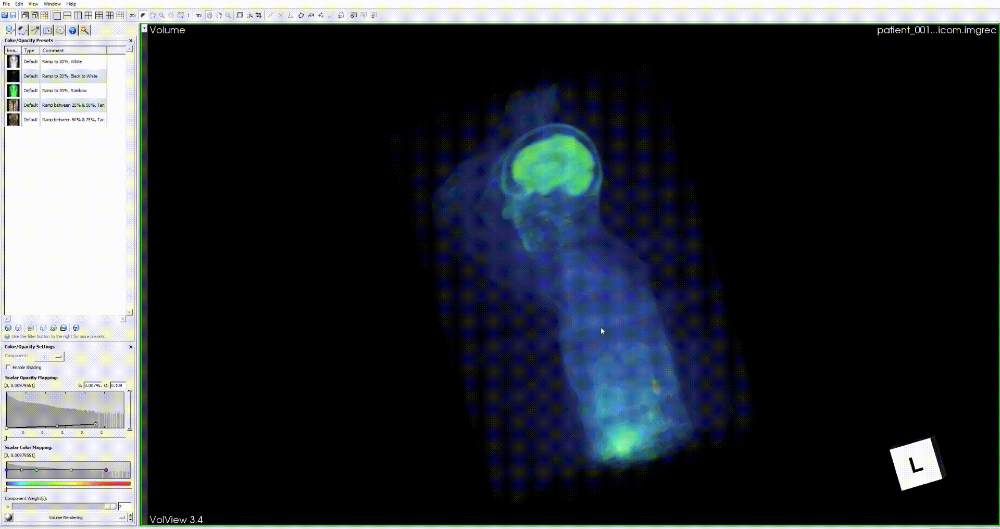 File Edit View Window Help
2D: 3D:
Color/Opacity Presets
Ima... Type Comment
Default Ramp to 20%, White
Default Ramp to 20%, Black to White
Default Ramp to 20%, Rainbow
Default Ramp between 25% & 50%, Tan
Default Ramp between 50% & 75%, Tan
Use the filter button to the right for more presets.
Color/Opacity Settings
Component: 1
Enable Shading
Scalar Opacity Mapping:
[0, 0.00979561] S: 0.007452 O: 0.109
0. 0. 0. 0. 0.
Scalar Color Mapping:
[0, 0.00979561]
Component Weight(s):
1: 2
Volume Rendering
Volume
patient_001...icom.imgrec
L
VolView 3.4